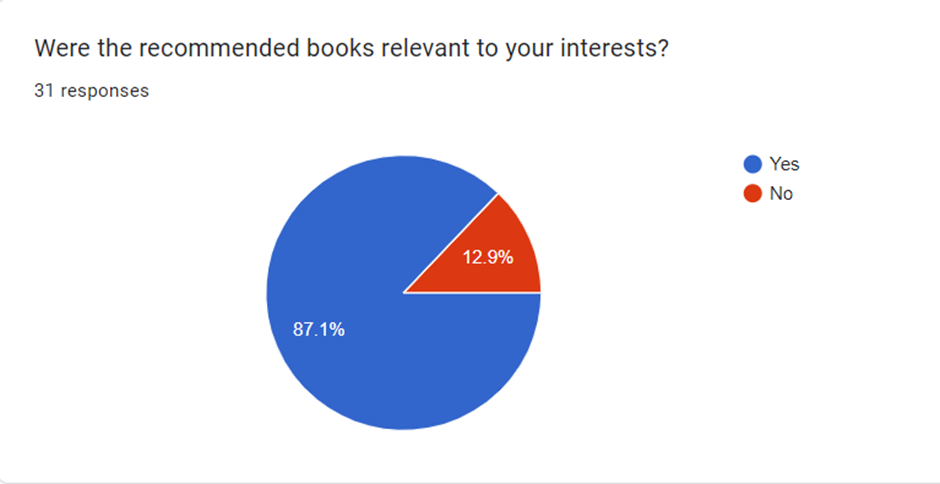 Were the recommended books relevant to your interests?
31 responses
Yes
No
12.9%
87.1%